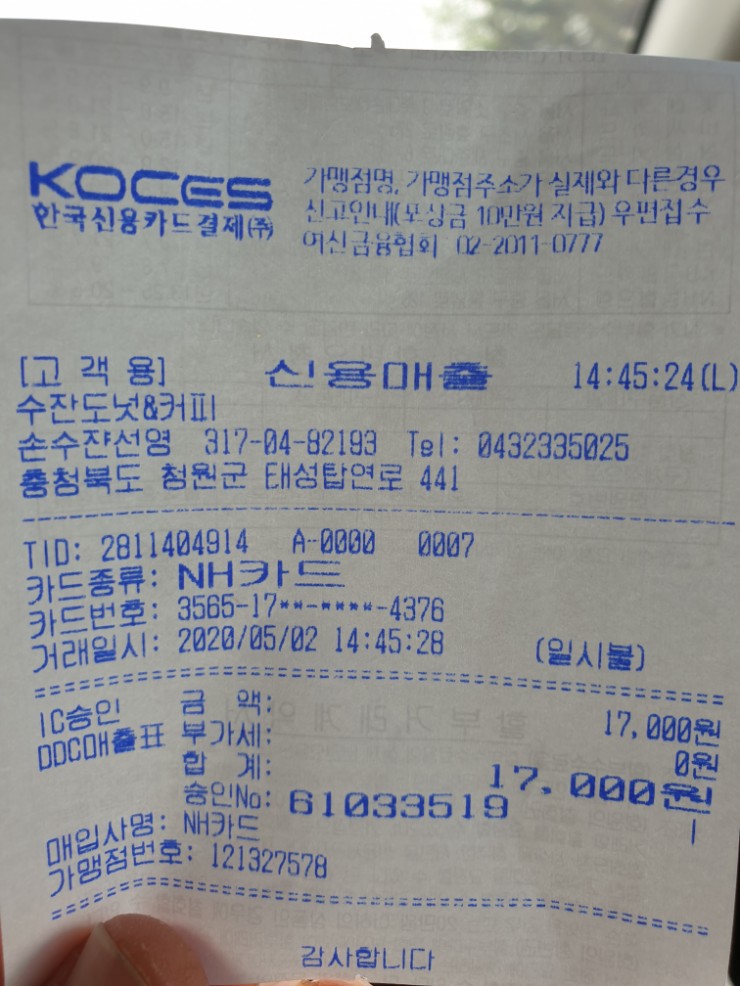 KOCES
한국신용카드결제(주)
가맹점명, 가맹점주소가 실제와 다른경우
신고안내(포상금 10만원 지급) 우편접수
여신금융협회 02-2011-0777
[고 객 용] 신용매출 14:45:24(L)
수잔도넛&커피
손수쟌선영 317-04-82193 Tel: 0432335025
충청북도 청원군 태성탑연로 441
TID: 2811404914 A-0000 0007
카드종류: NH카드
카드번호: 3565-17**-****-4376
거래일시: 2020/05/02 14:45:28 (일시불)
IC승인 금 액: 17,000원
DDC매출표 부가세: 0원
합 계: 17,000원
승인No: 61033519
매입사명: NH카드
가맹점번호: 121327578
감사합니다